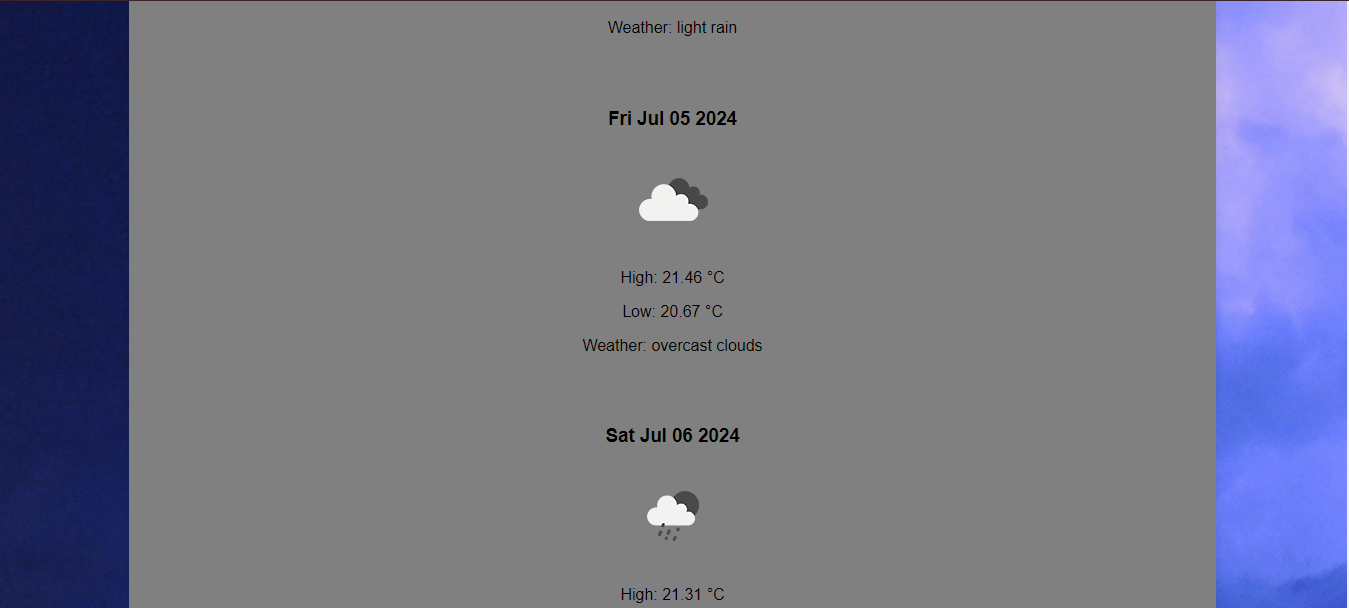 Weather: light rain
Fri Jul 05 2024
High: 21.46 °C
Low: 20.67 °C
Weather: overcast clouds
Sat Jul 06 2024
High: 21.31 °C